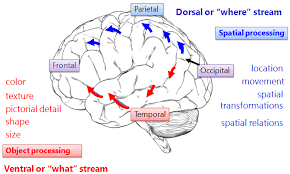 Parietal
Dorsal or "where" stream
Spatial processing
Frontal
Occipital
color
texture
pictorial detail
shape
size
location
movement
spatial
transformations
spatial relations
Temporal
Object processing
Ventral or "what" stream